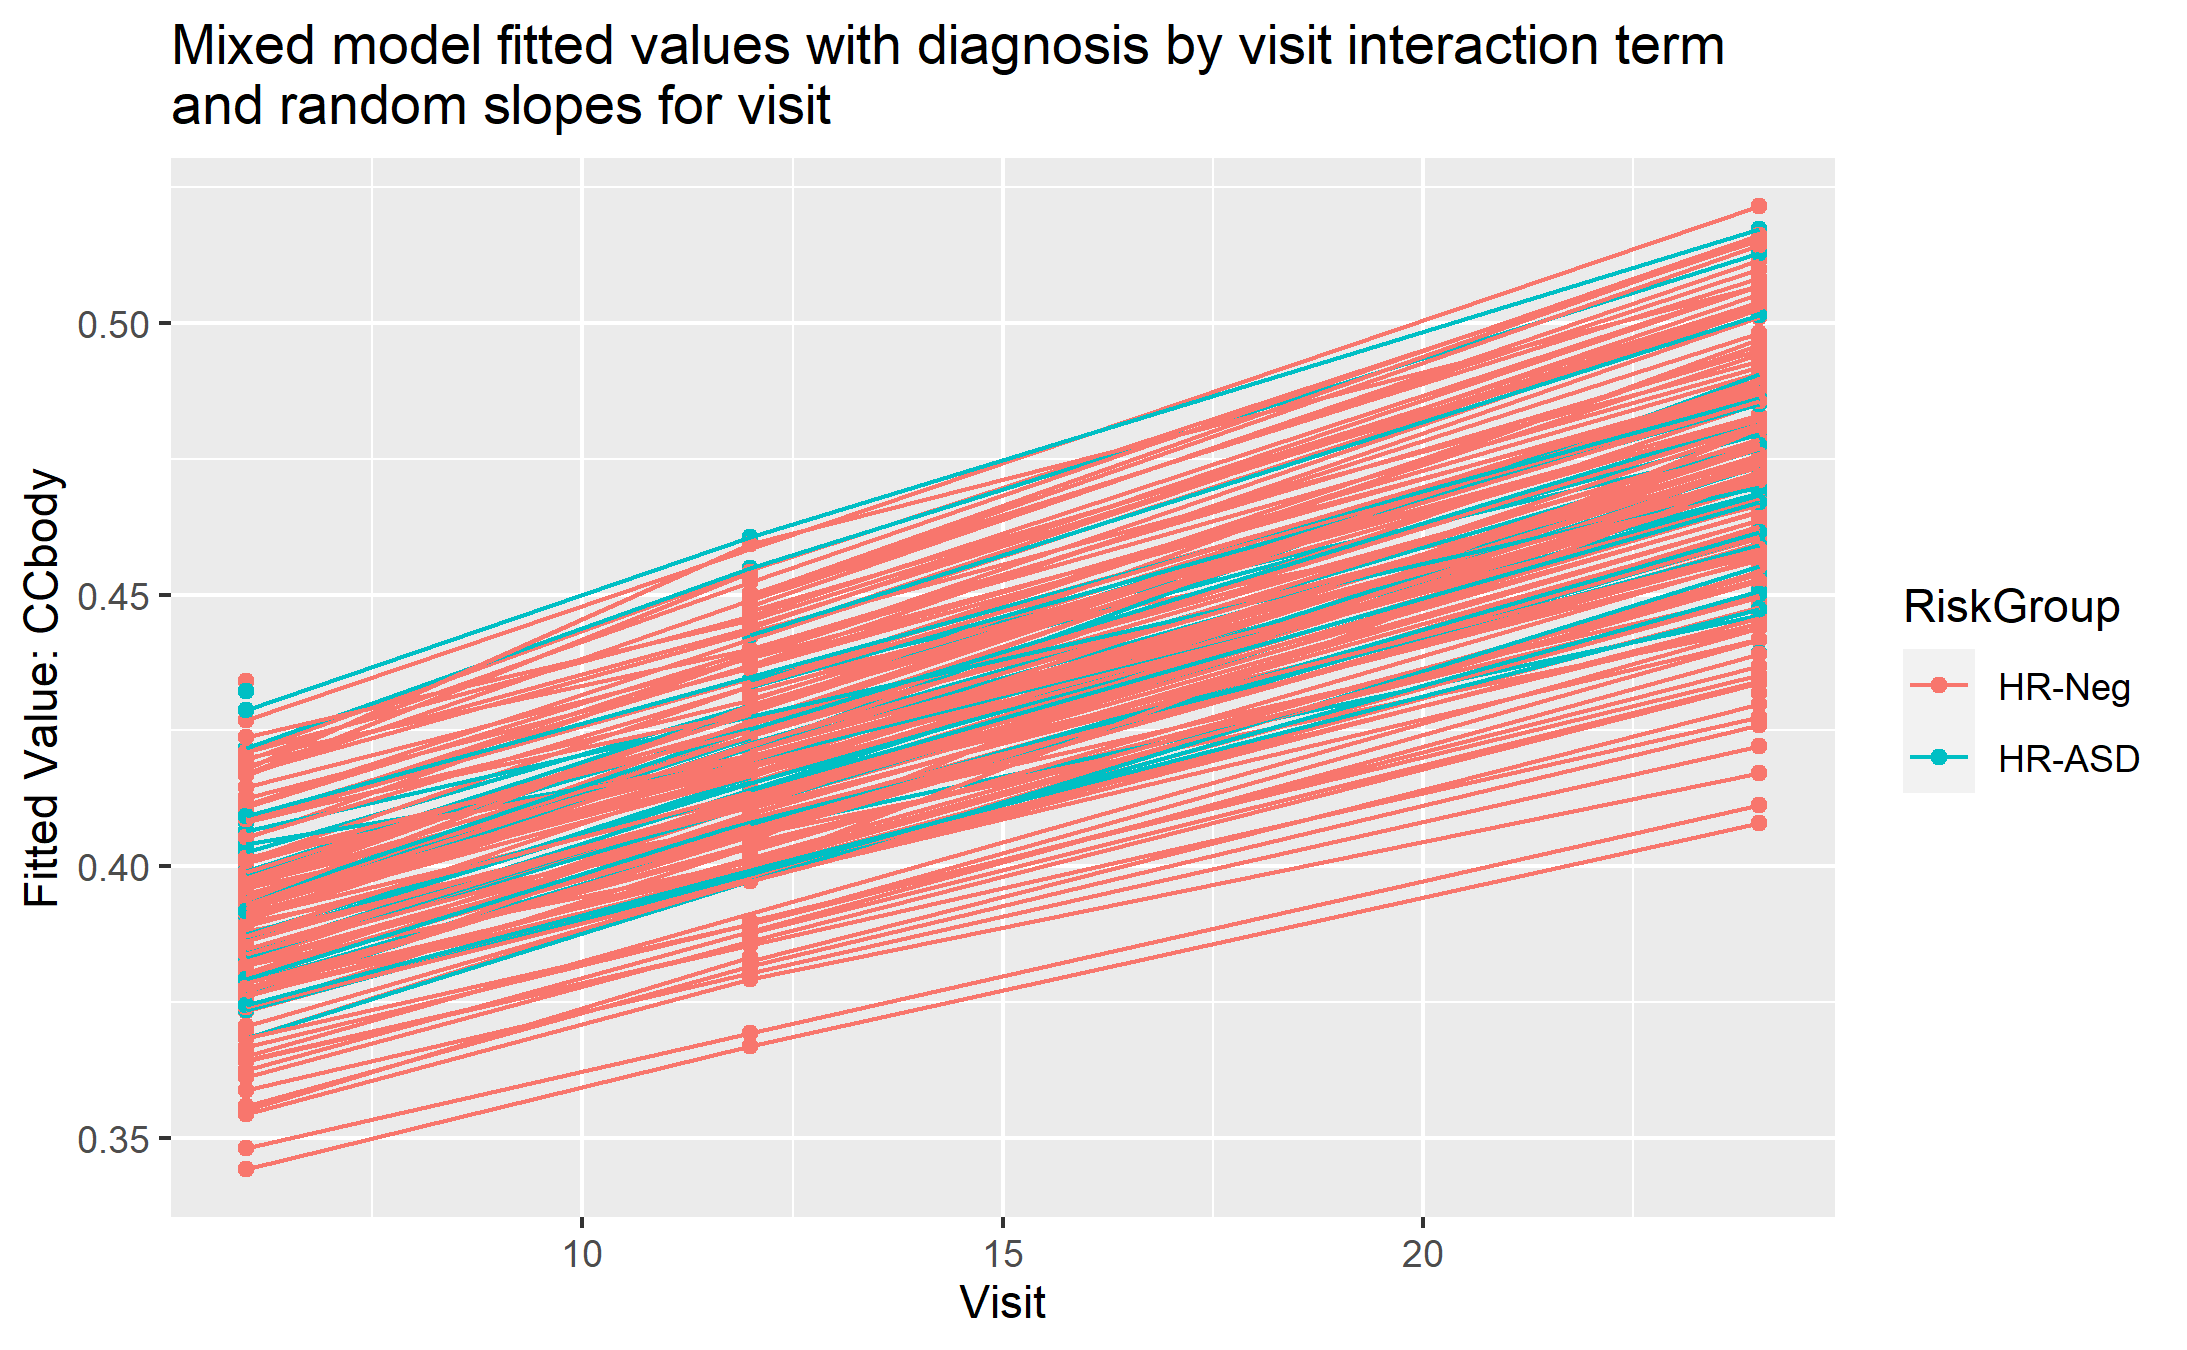 Mixed model fitted values with diagnosis by visit interaction term
and random slopes for visit
Fitted Value: CCbody
0.50
0.45
0.40
0.35
10
15
20
Visit
RiskGroup
HR-Neg
HR-ASD